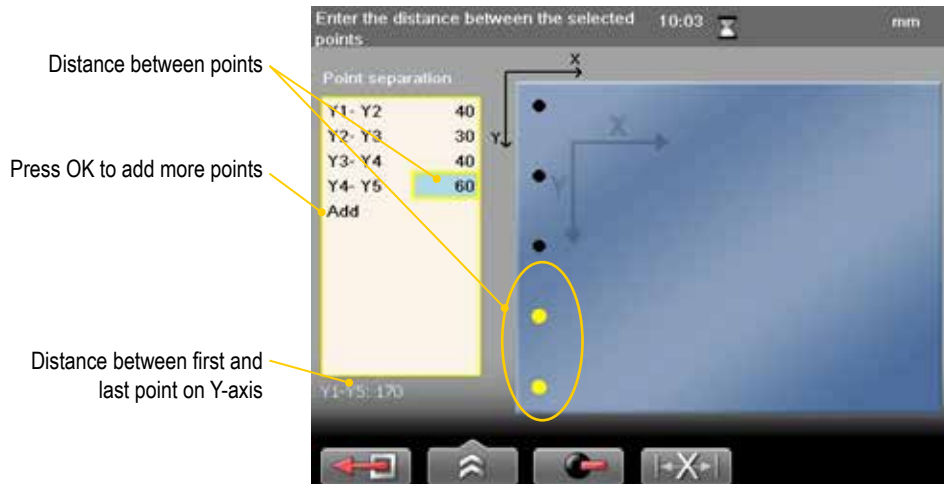 Enter the distance between the selected
points
10:03
mm
Distance between points
Point separation
X
Y1- Y2 40
Y2- Y3 30
Y
X
Y3- Y4 40
Press OK to add more points
Y4- Y5 60
Y
Add
Distance between first and
last point on Y-axis
Y1-Y5: 170
X